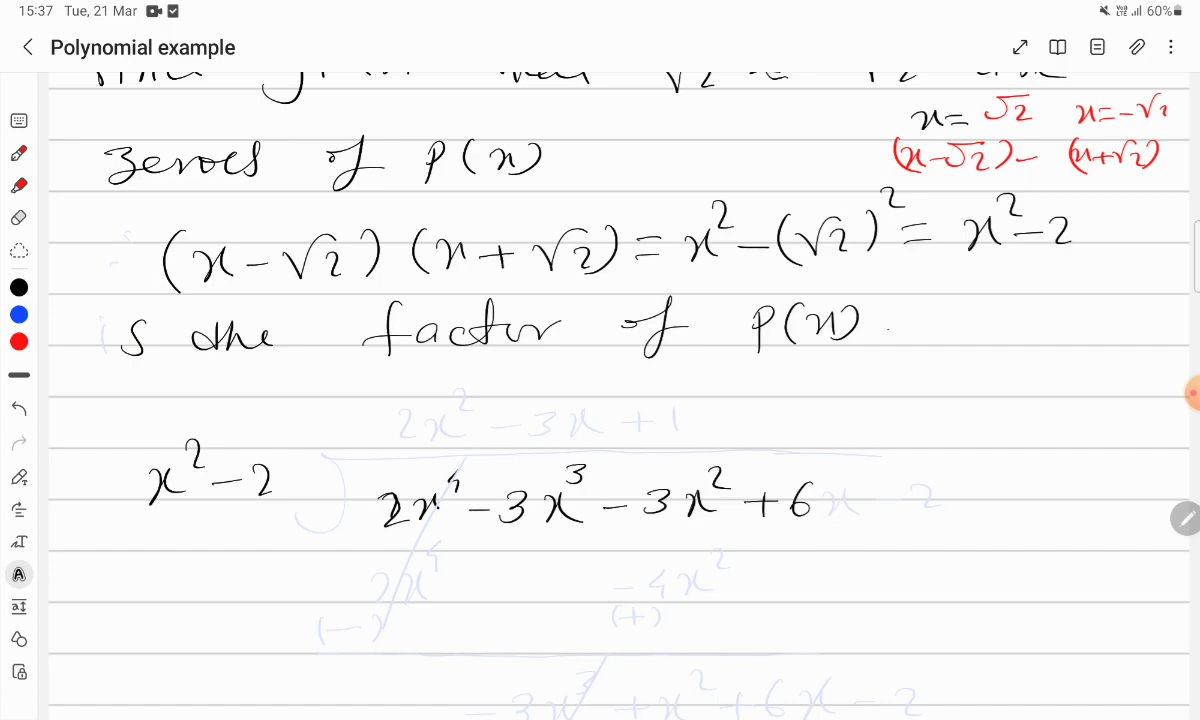 15:37 Tue, 21 Mar 60%
Polynomial example
√2 √2
x = √2 x = -√2
(x-√2) - (x+√2)
zeroes of P(x)
(x - √2) (x + √2) = x² - (√2)² = x² - 2
is the factor of P(x).
2x² - 3x + 1
x² - 2 2x⁴ - 3x³ - 3x² + 6x - 2
2x⁴ - 4x²
(-) (+)
- 3x³ + x² + 6x - 2